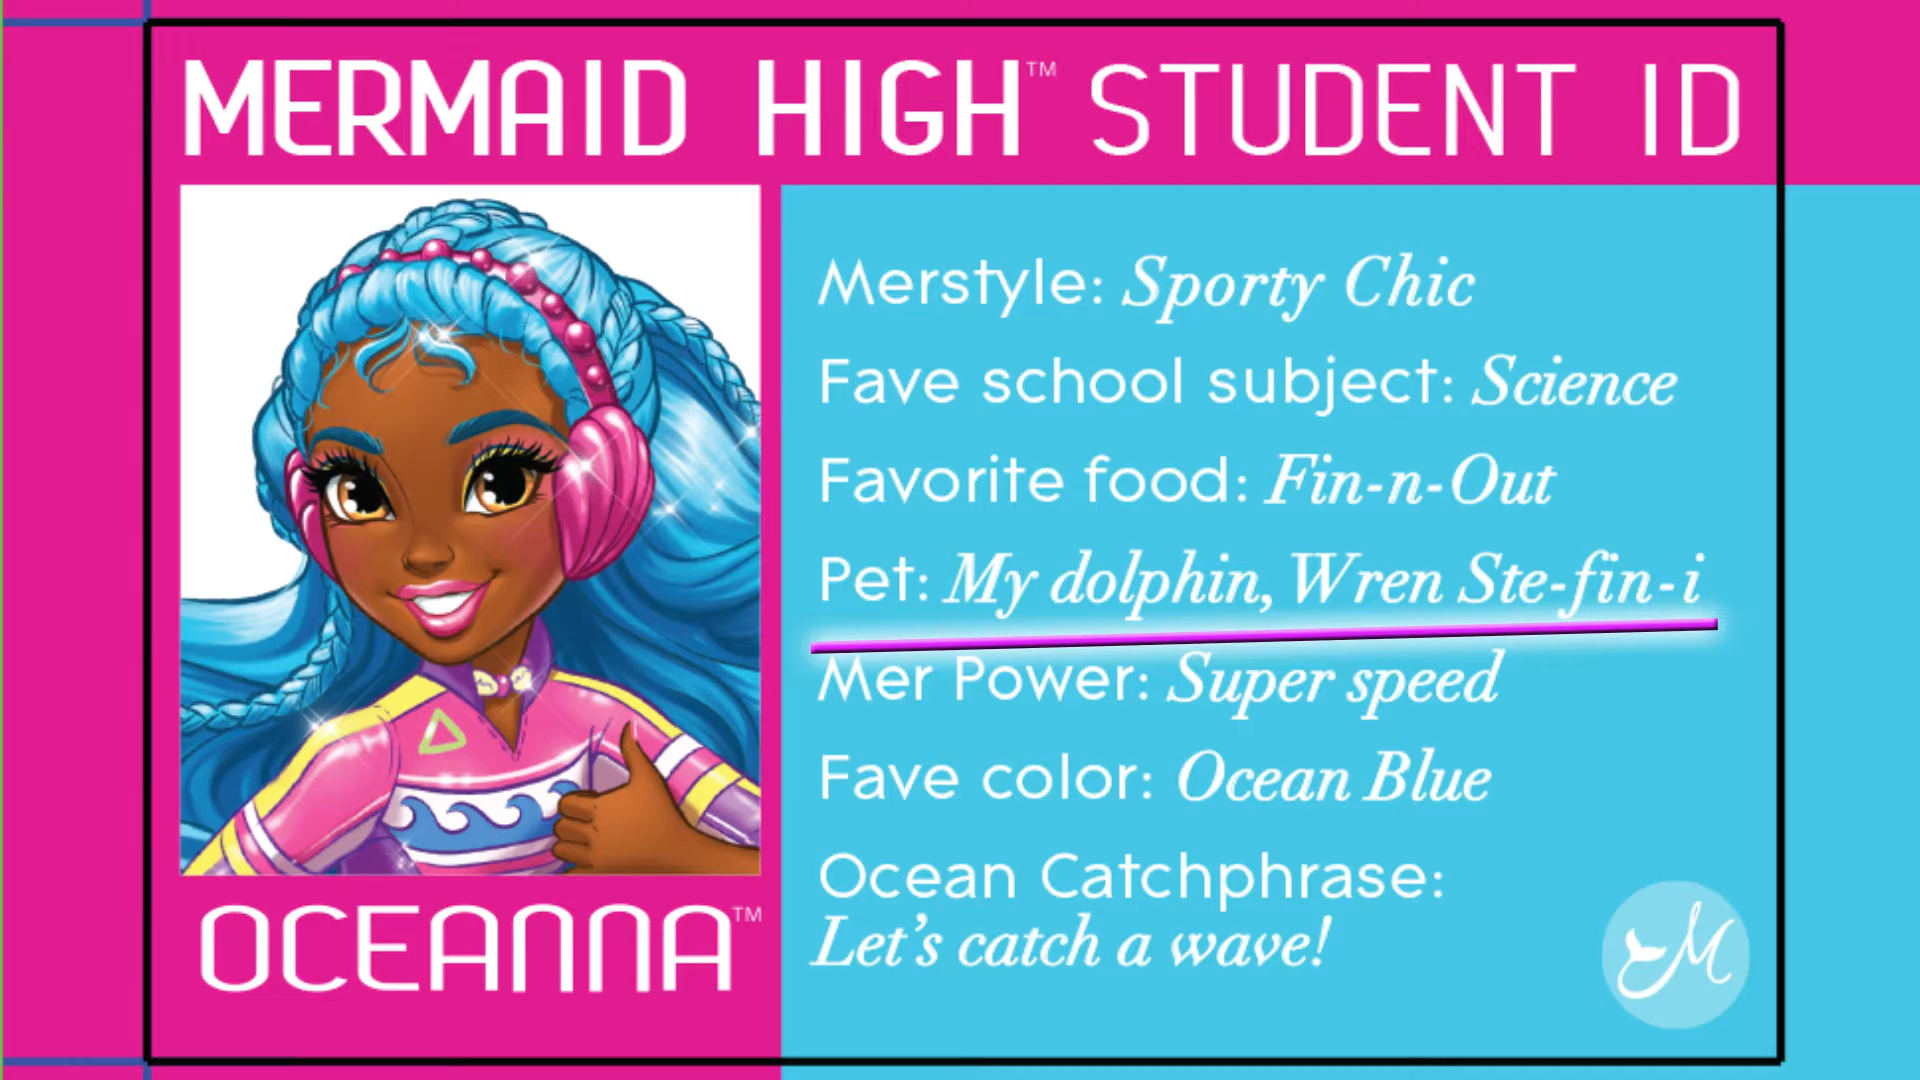 MERMAID HIGH™ STUDENT ID
Merstyle: Sporty Chic
Fave school subject: Science
Favorite food: Fin-n-Out
Pet: My dolphin, Wren Ste-fin-i
Mer Power: Super speed
Fave color: Ocean Blue
Ocean Catchphrase:
Let's catch a wave!
OCEANNA™
M